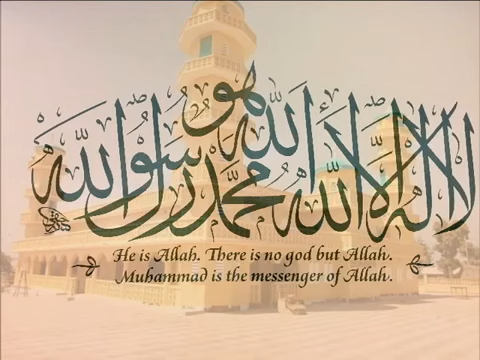 هو الله
لا إله إلا الله محمد رسول الله
He is Allah. There is no god but Allah.
Muhammad is the messenger of Allah.